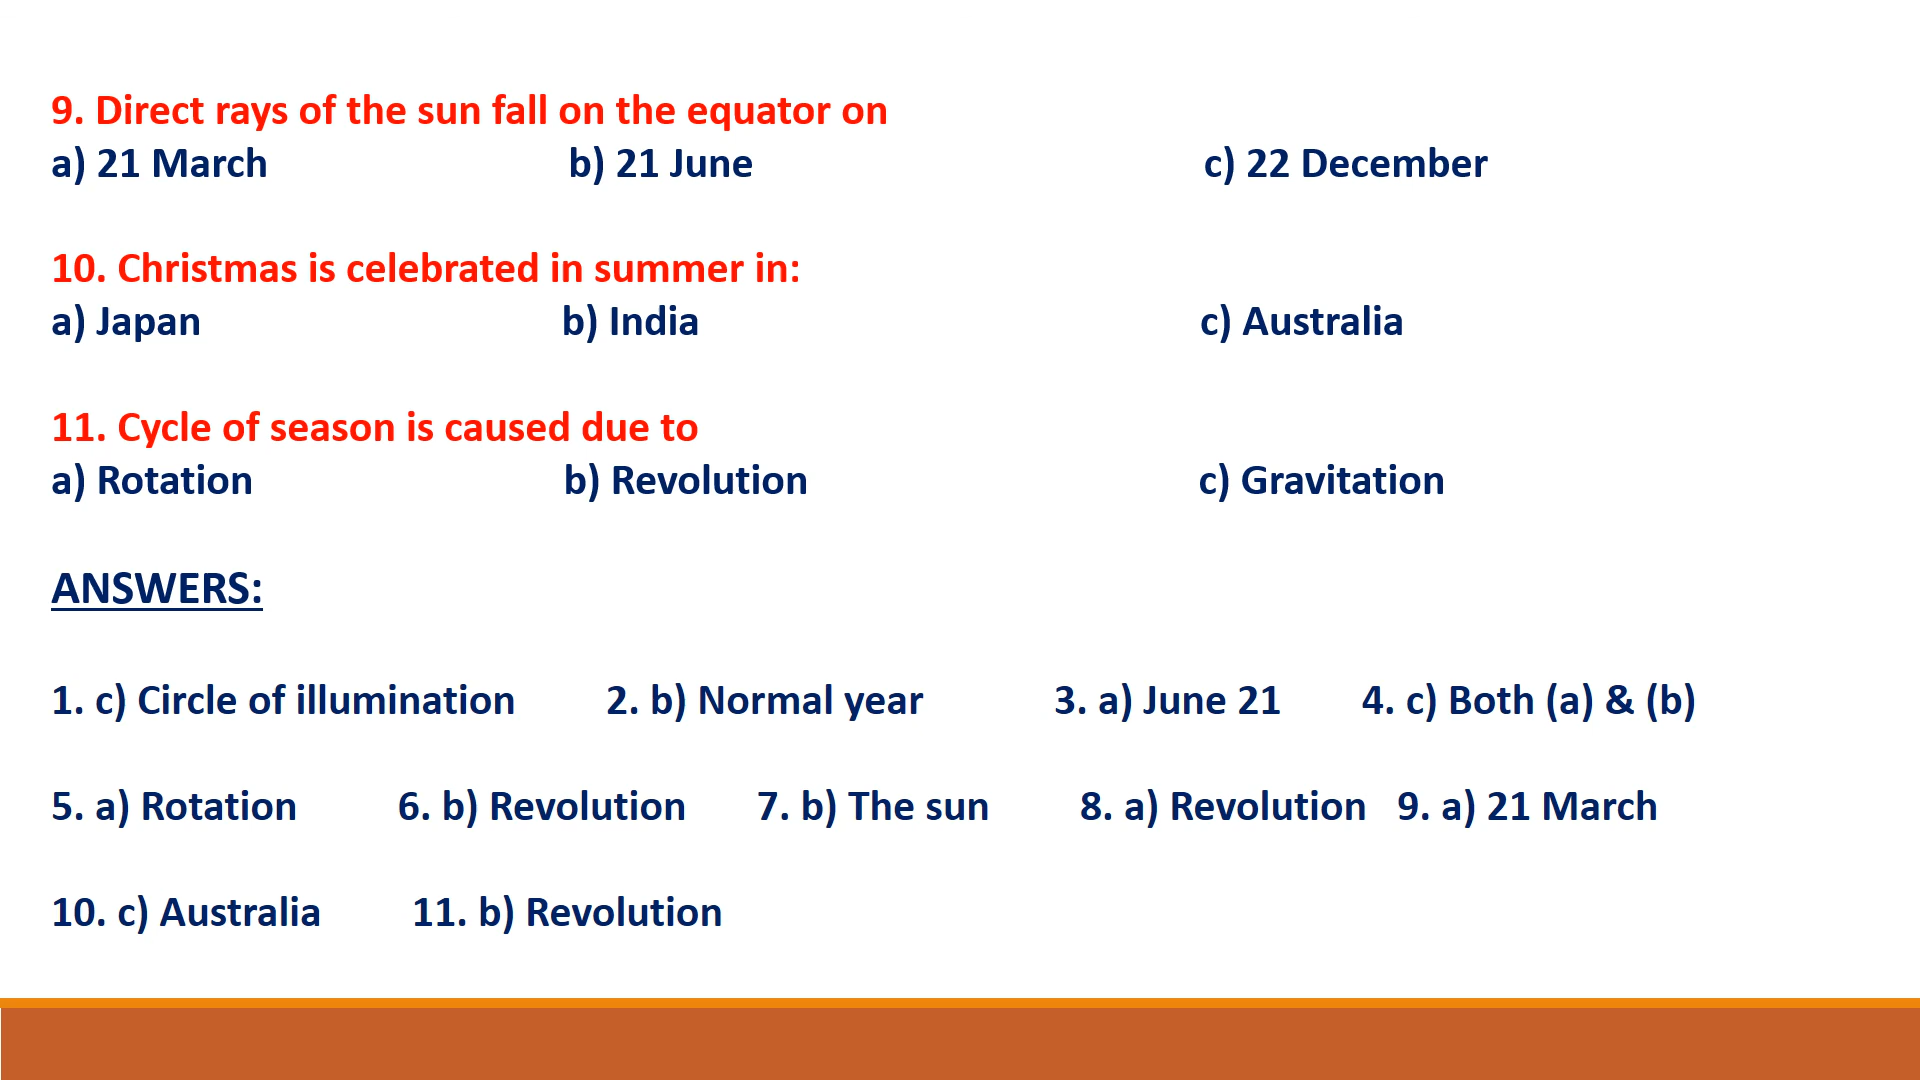 9. Direct rays of the sun fall on the equator on
a) 21 March b) 21 June c) 22 December
10. Christmas is celebrated in summer in:
a) Japan b) India c) Australia
11. Cycle of season is caused due to
a) Rotation b) Revolution c) Gravitation
ANSWERS:
1. c) Circle of illumination 2. b) Normal year 3. a) June 21 4. c) Both (a) & (b)
5. a) Rotation 6. b) Revolution 7. b) The sun 8. a) Revolution 9. a) 21 March
10. c) Australia 11. b) Revolution